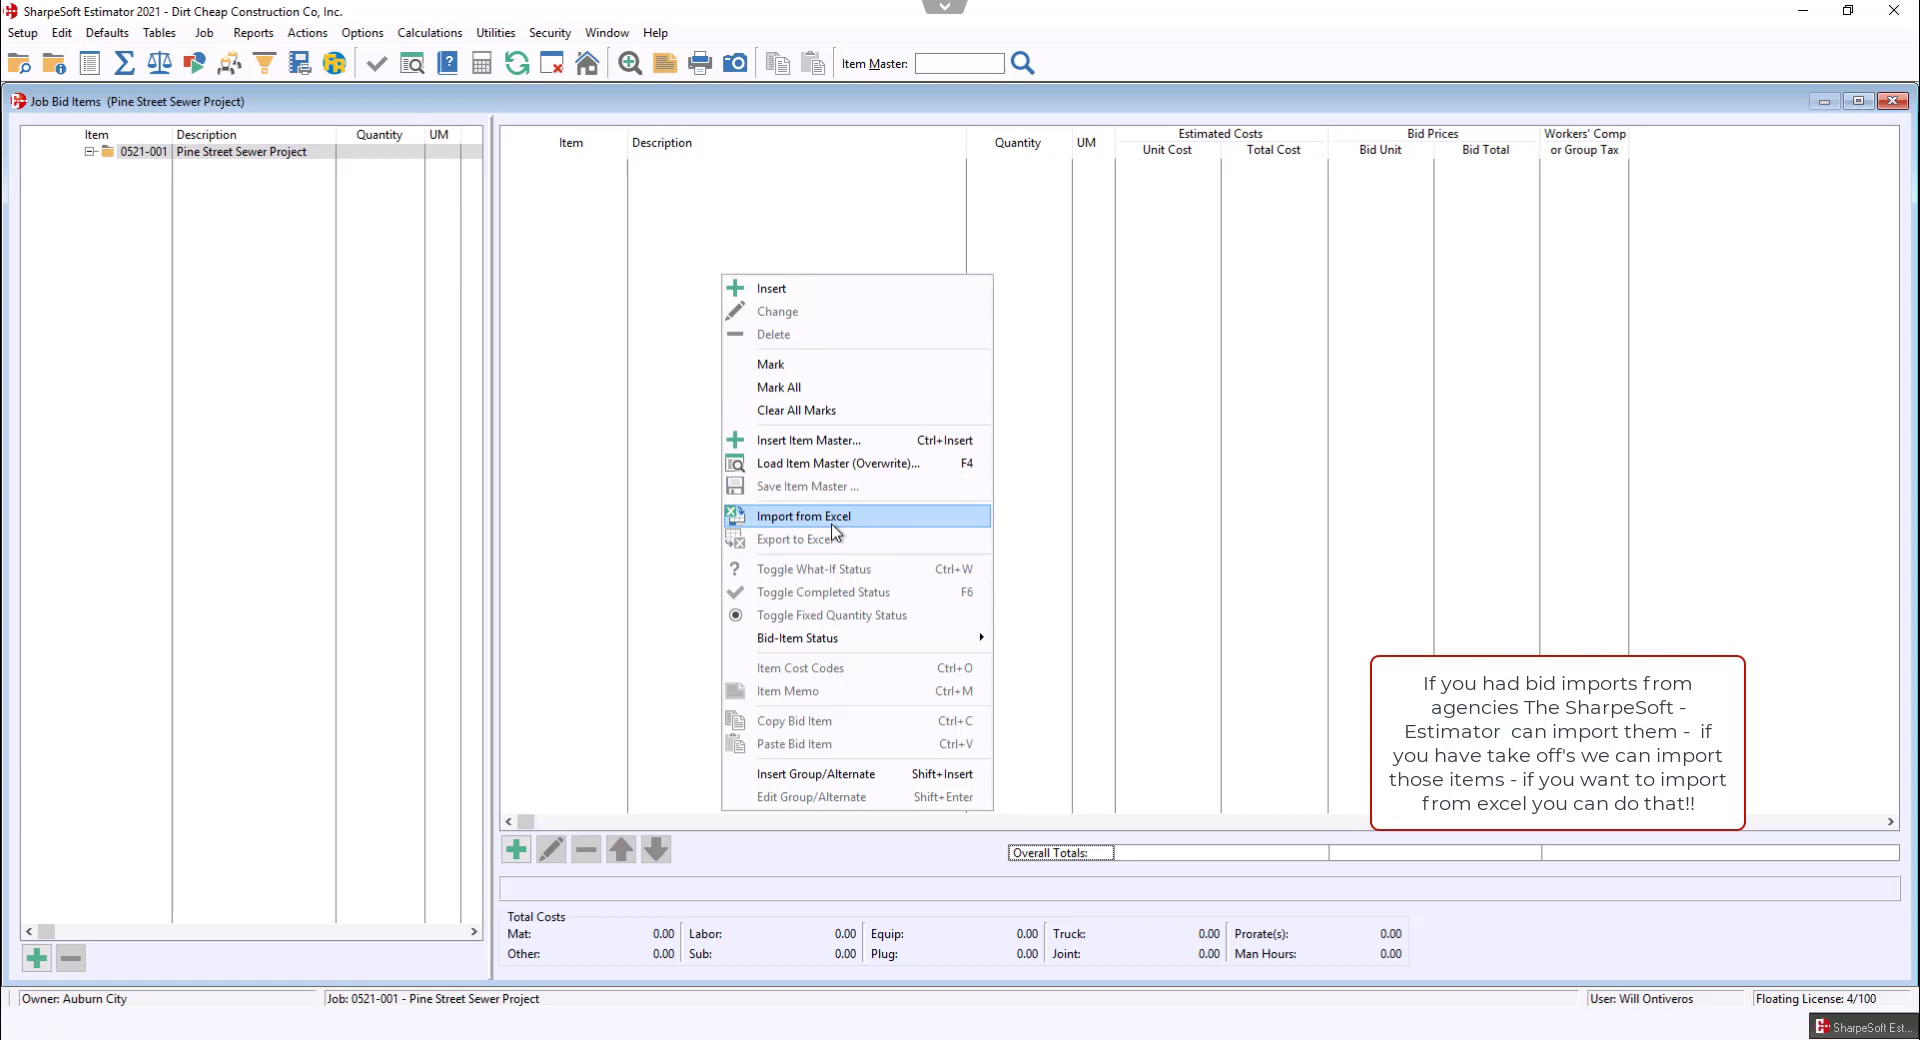 SharpeSoft Estimator 2021 - Dirt Cheap Construction Co, Inc.
Setup Edit Defaults Tables Job Reports Actions Options Calculations Utilities Security Window Help
Item Master:
Job Bid Items (Pine Street Sewer Project)
Item Description Quantity UM
0521-001 Pine Street Sewer Project
Item Description Quantity UM Estimated Costs Bid Prices Workers' Comp
Unit Cost Total Cost Bid Unit Bid Total or Group Tax
Insert
Change
Delete
Mark
Mark All
Clear All Marks
Insert Item Master... Ctrl+Insert
Load Item Master (Overwrite)... F4
Save Item Master ...
Import from Excel
Export to Excel
Toggle What-If Status Ctrl+W
Toggle Completed Status F6
Toggle Fixed Quantity Status
Bid-Item Status
Item Cost Codes Ctrl+O
Item Memo Ctrl+M
Copy Bid Item Ctrl+C
Paste Bid Item Ctrl+V
Insert Group/Alternate Shift+Insert
Edit Group/Alternate Shift+Enter
If you had bid imports from
agencies The SharpeSoft -
Estimator can import them - if
you have take off's we can import
those items - if you want to import
from excel you can do that!!
Overall Totals:
Total Costs
Mat: 0.00 Labor: 0.00 Equip: 0.00 Truck: 0.00 Prorate(s): 0.00
Other: 0.00 Sub: 0.00 Plug: 0.00 Joint: 0.00 Man Hours: 0.00
Owner: Auburn City Job: 0521-001 - Pine Street Sewer Project User: Will Ontiveros Floating License: 4/100
SharpeSoft Est...